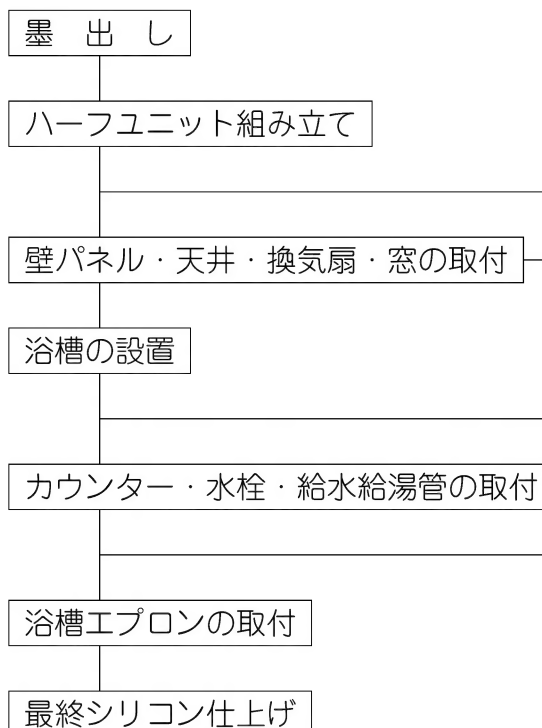 墨 出 し
ハーフユニット組み立て
壁パネル・天井・換気扇・窓の取付
浴槽の設置
カウンター・水栓・給水給湯管の取付
浴槽エプロンの取付
最終シリコン仕上げ